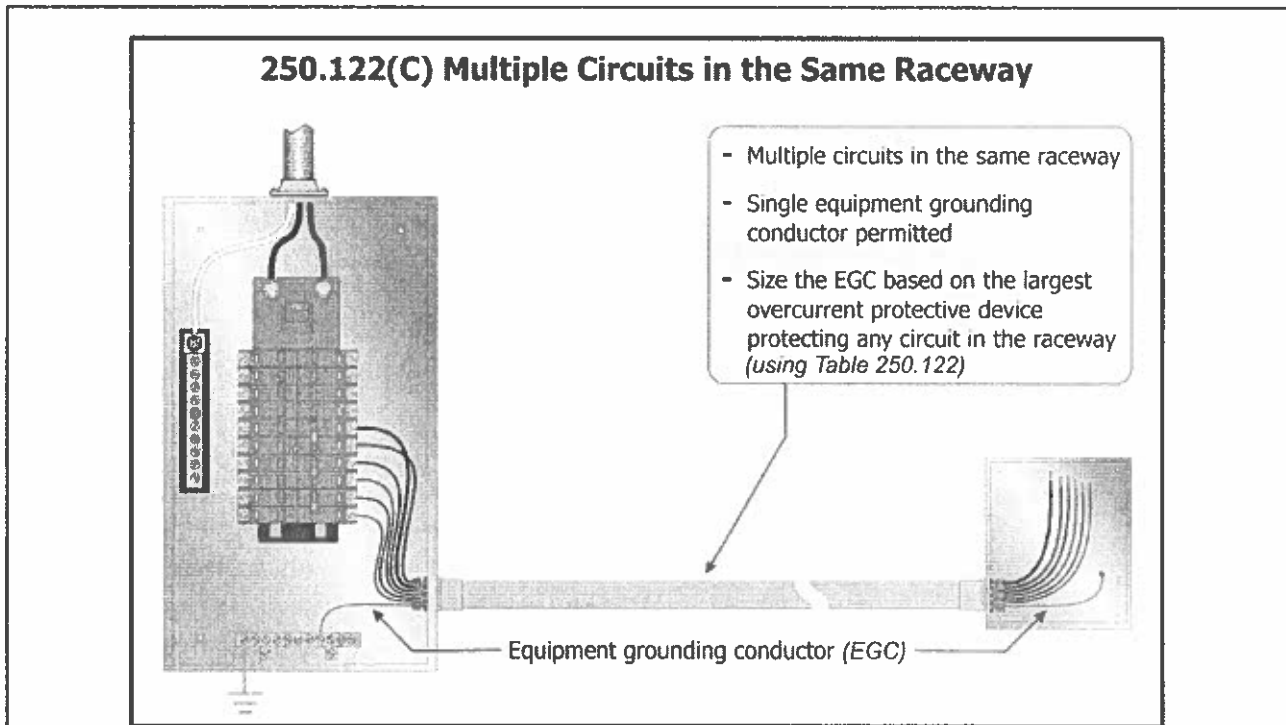 250.122(C) Multiple Circuits in the Same Raceway
- Multiple circuits in the same raceway
- Single equipment grounding
conductor permitted
- Size the EGC based on the largest
overcurrent protective device
protecting any circuit in the raceway
(using Table 250.122)
Equipment grounding conductor (EGC)